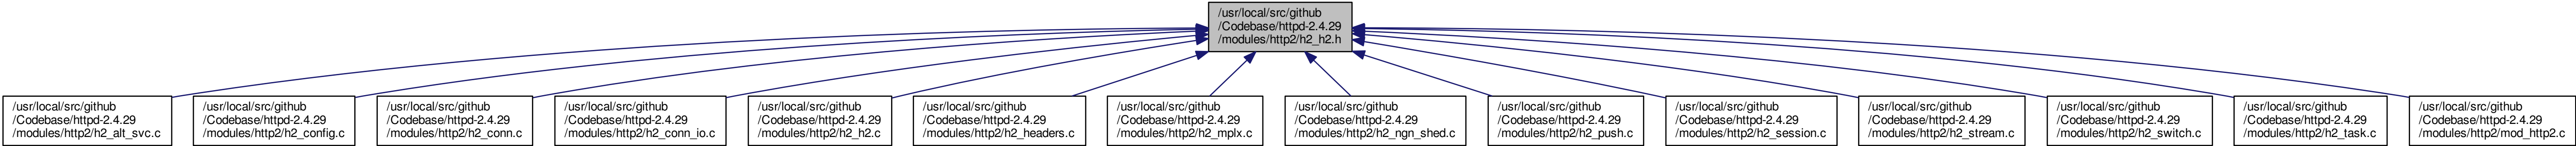 /usr/local/src/github
/Codebase/httpd-2.4.29
/modules/http2/h2_h2.h
/usr/local/src/github
/Codebase/httpd-2.4.29
/modules/http2/h2_alt_svc.c
/usr/local/src/github
/Codebase/httpd-2.4.29
/modules/http2/h2_config.c
/usr/local/src/github
/Codebase/httpd-2.4.29
/modules/http2/h2_conn.c
/usr/local/src/github
/Codebase/httpd-2.4.29
/modules/http2/h2_conn_io.c
/usr/local/src/github
/Codebase/httpd-2.4.29
/modules/http2/h2_h2.c
/usr/local/src/github
/Codebase/httpd-2.4.29
/modules/http2/h2_headers.c
/usr/local/src/github
/Codebase/httpd-2.4.29
/modules/http2/h2_mplx.c
/usr/local/src/github
/Codebase/httpd-2.4.29
/modules/http2/h2_ngn_shed.c
/usr/local/src/github
/Codebase/httpd-2.4.29
/modules/http2/h2_push.c
/usr/local/src/github
/Codebase/httpd-2.4.29
/modules/http2/h2_session.c
/usr/local/src/github
/Codebase/httpd-2.4.29
/modules/http2/h2_stream.c
/usr/local/src/github
/Codebase/httpd-2.4.29
/modules/http2/h2_switch.c
/usr/local/src/github
/Codebase/httpd-2.4.29
/modules/http2/h2_task.c
/usr/local/src/github
/Codebase/httpd-2.4.29
/modules/http2/mod_http2.c